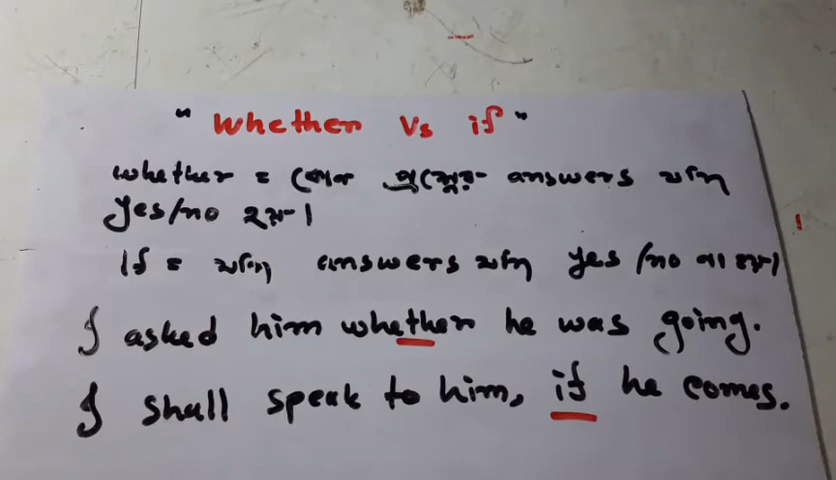 "Whether Vs if"
whether = কোন প্রশ্নের answers যদি
yes/no হয়।
If = যদি answers যদি yes/no না হয়।
I asked him whether he was going.
I shall speak to him, if he comes.